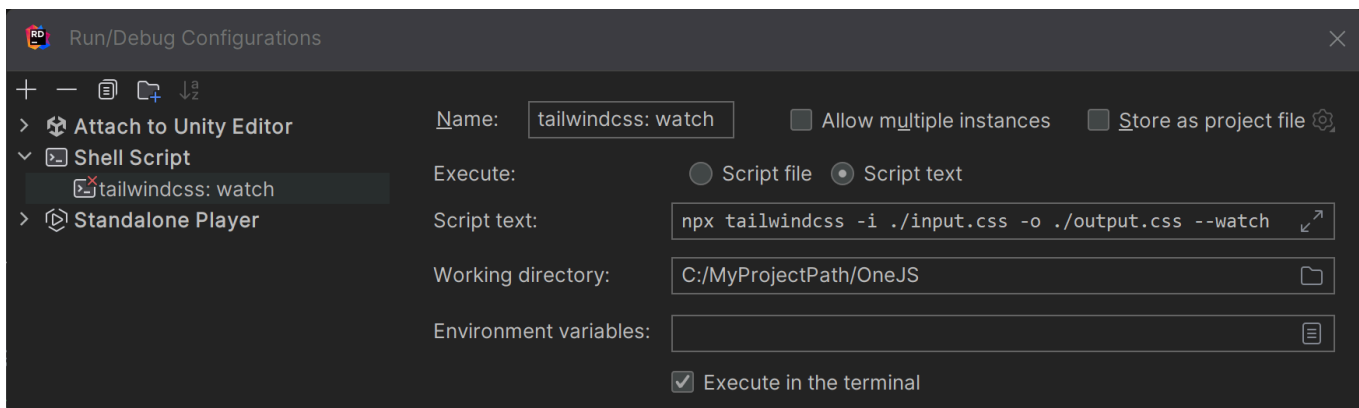 RD
Run/Debug Configurations
Attach to Unity Editor
Shell Script
tailwindcss: watch
Standalone Player
Name: tailwindcss: watch Allow multiple instances Store as project file
Execute: Script file Script text
Script text: npx tailwindcss -i ./input.css -o ./output.css --watch
Working directory: C:/MyProjectPath/OneJS
Environment variables:
Execute in the terminal